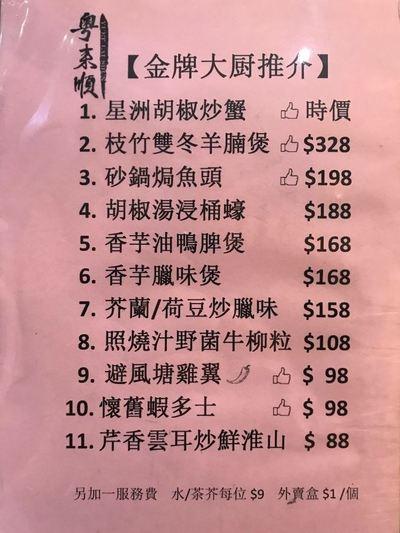 粵來順
【金牌大厨推介】
1. 星洲胡椒炒蟹 時價
2. 枝竹雙冬羊腩煲 $328
3. 砂鍋焗魚頭 $198
4. 胡椒湯浸桶蠔 $188
5. 香芋油鴨脾煲 $168
6. 香芋臘味煲 $168
7. 芥蘭/荷豆炒臘味 $158
8. 照燒汁野菌牛柳粒 $108
9. 避風塘雞翼 $ 98
10. 懷舊蝦多士 $ 98
11. 芹香雲耳炒鮮淮山 $ 88
另加一服務費 水/茶芥每位 $9 外賣盒 $1 /個